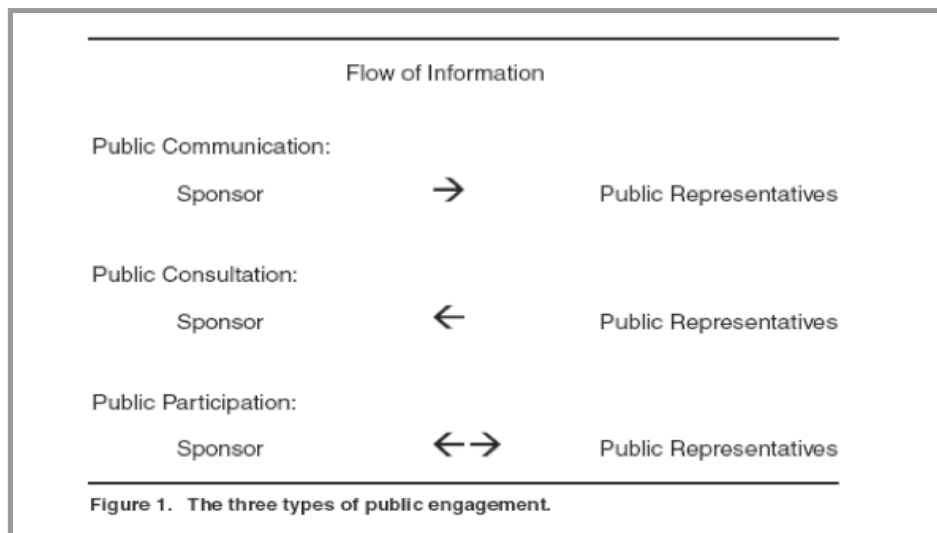 Flow of Information
Public Communication:
Sponsor → Public Representatives
Public Consultation:
Sponsor ← Public Representatives
Public Participation:
Sponsor ←→ Public Representatives
Figure 1. The three types of public engagement.